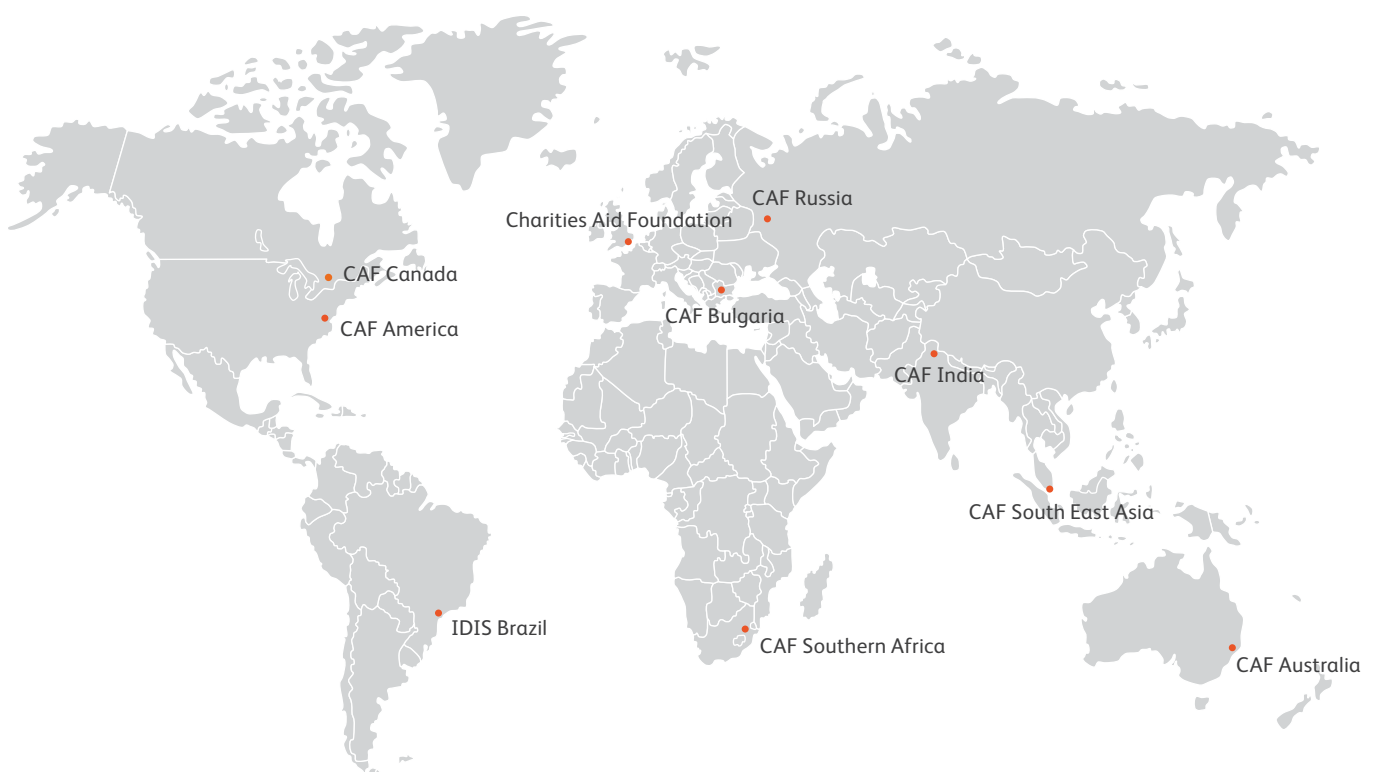 CAF Russia
Charities Aid Foundation
CAF Canada
CAF Bulgaria
CAF America
CAF India
CAF South East Asia
IDIS Brazil
CAF Southern Africa
CAF Australia